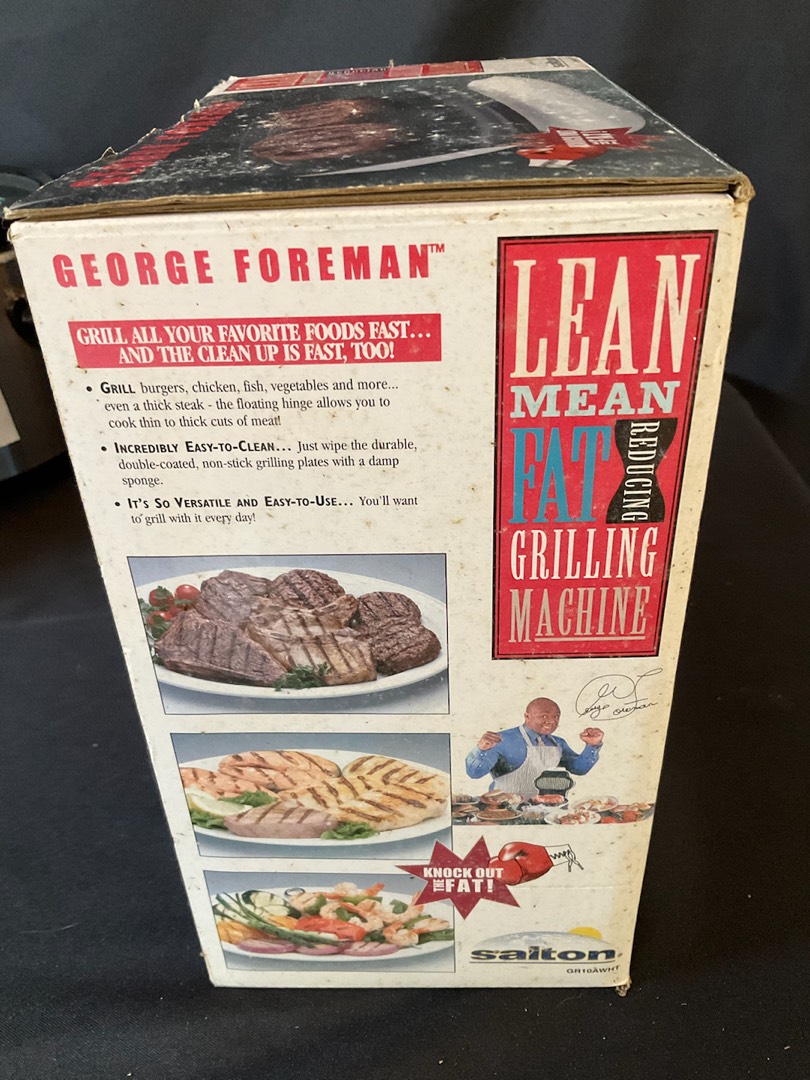 GEORGE FOREMAN™
GRILL ALL YOUR FAVORITE FOODS FAST...
AND THE CLEAN UP IS FAST, TOO!
• GRILL burgers, chicken, fish, vegetables and more...
even a thick steak - the floating hinge allows you to
cook thin to thick cuts of meat!
• INCREDIBLY EASY-TO-CLEAN... Just wipe the durable,
double-coated, non-stick grilling plates with a damp
sponge.
• IT'S SO VERSATILE AND EASY-TO-USE... You'll want
to grill with it every day!
LEAN
MEAN
FAT
REDUCING
GRILLING
MACHINE
George Foreman
KNOCK OUT
THE FAT!
salton
GR10AWHT